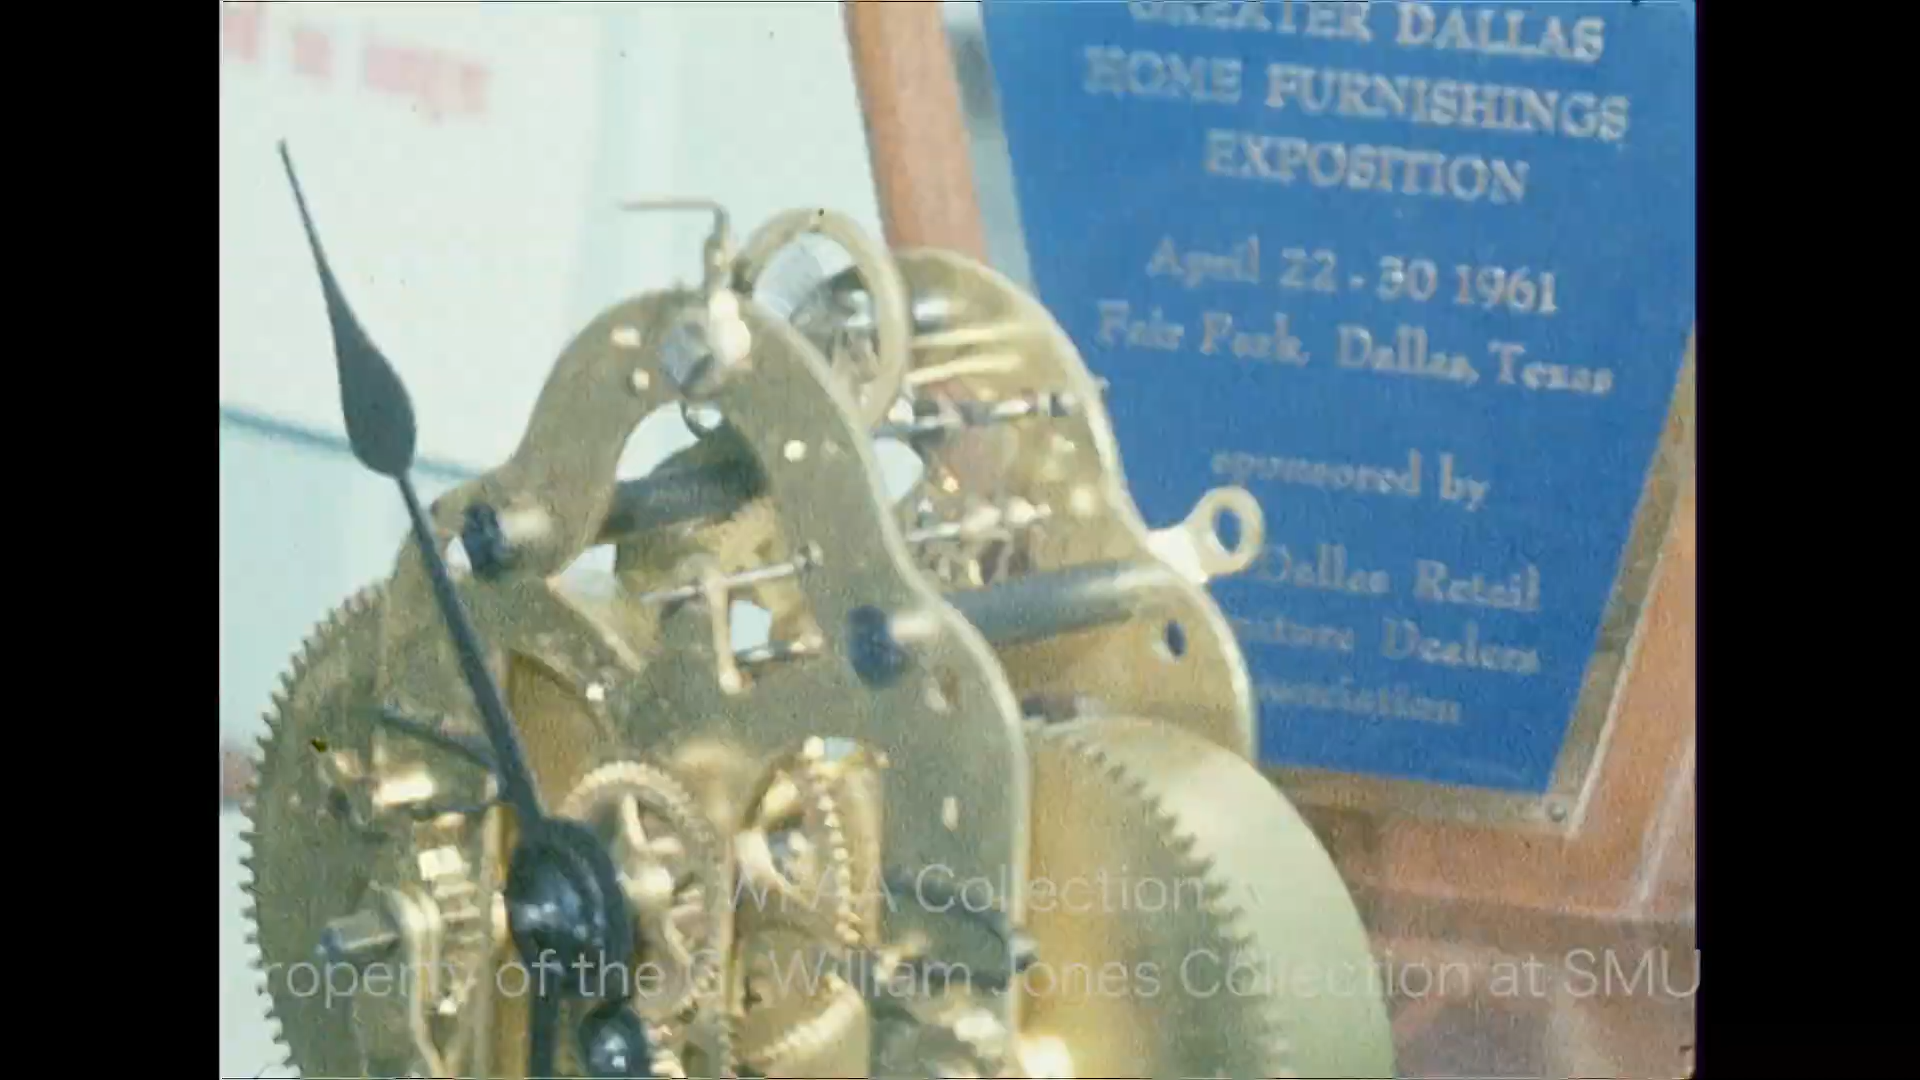 GREATER DALLAS
HOME FURNISHINGS
EXPOSITION
April 22 - 30 1961
Fair Park, Dallas, Texas
sponsored by
Dallas Retail
Dealers
WFAA Collection
roperty of the G. William Jones Collection at SMU